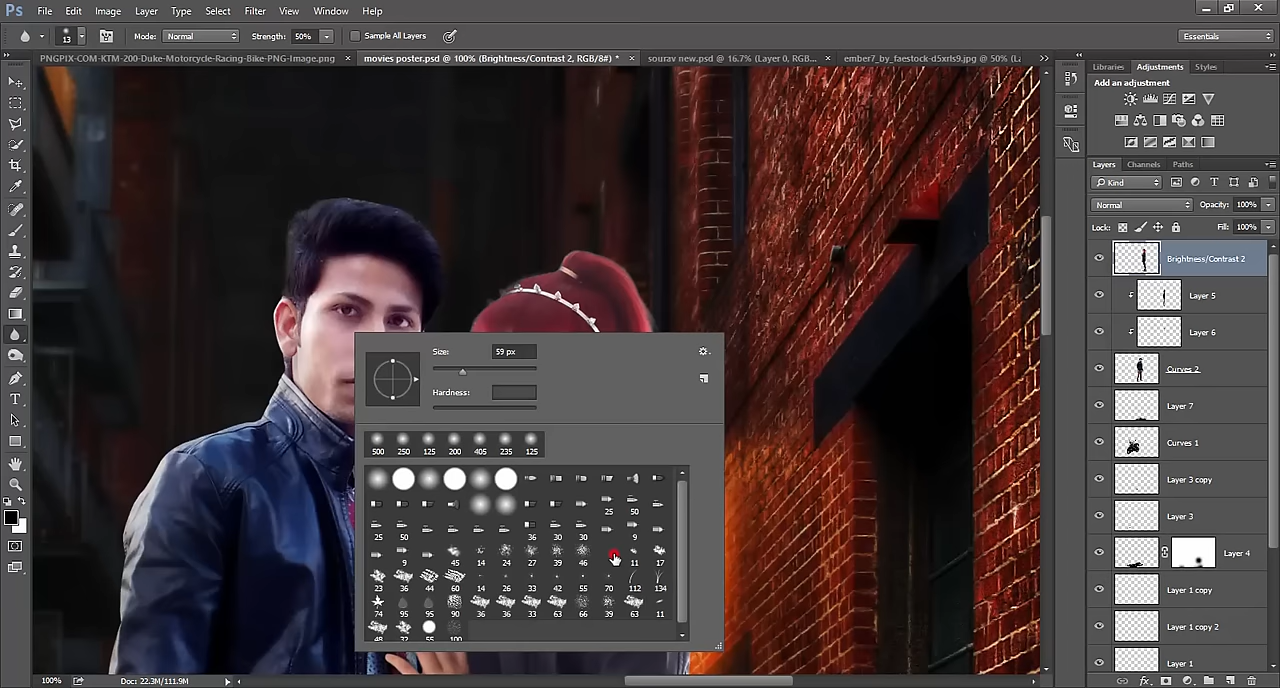 Ps File Edit Image Layer Type Select Filter View Window Help
13 Mode: Normal Strength: 50% Sample All Layers Essentials
PNGPIX-COM-KTM-200-Duke-Motorcycle-Racing-Bike-PNG-Image.png × movies poster.psd @ 100% (Brightness/Contrast 2, RGB/8#) * × sourav new.psd @ 16.7% (Layer 0, RGB... × ember7_by_faestock-d5xrls9.jpg @ 50% (La
Libraries Adjustments Styles
Add an adjustment
Layers Channels Paths
Kind
Normal Opacity: 100%
Lock: Fill: 100%
Brightness/Contrast 2
Layer 5
Layer 6
Curves 2
Layer 7
Curves 1
Layer 3 copy
Layer 3
Layer 4
Layer 1 copy
Layer 1 copy 2
Layer 1
Size: 59 px
Hardness:
500 250 125 200 405 235 125
25 50
25 50 36 30 30 9
9 45 14 24 27 39 46 11 17
23 36 44 60 14 26 33 42 55 70 112 134
74 95 95 90 36 36 33 63 66 39 63 11
48 32 55 100
100% Doc: 22.3M/111.9M